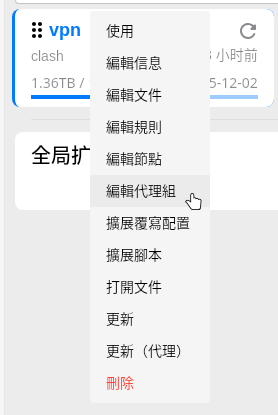 vpn
clash
小時前
1.36TB /
5-12-02
全局扩
使用
編輯信息
編輯文件
編輯規則
編輯節點
編輯代理組
擴展覆寫配置
擴展腳本
打開文件
更新
更新（代理）
刪除